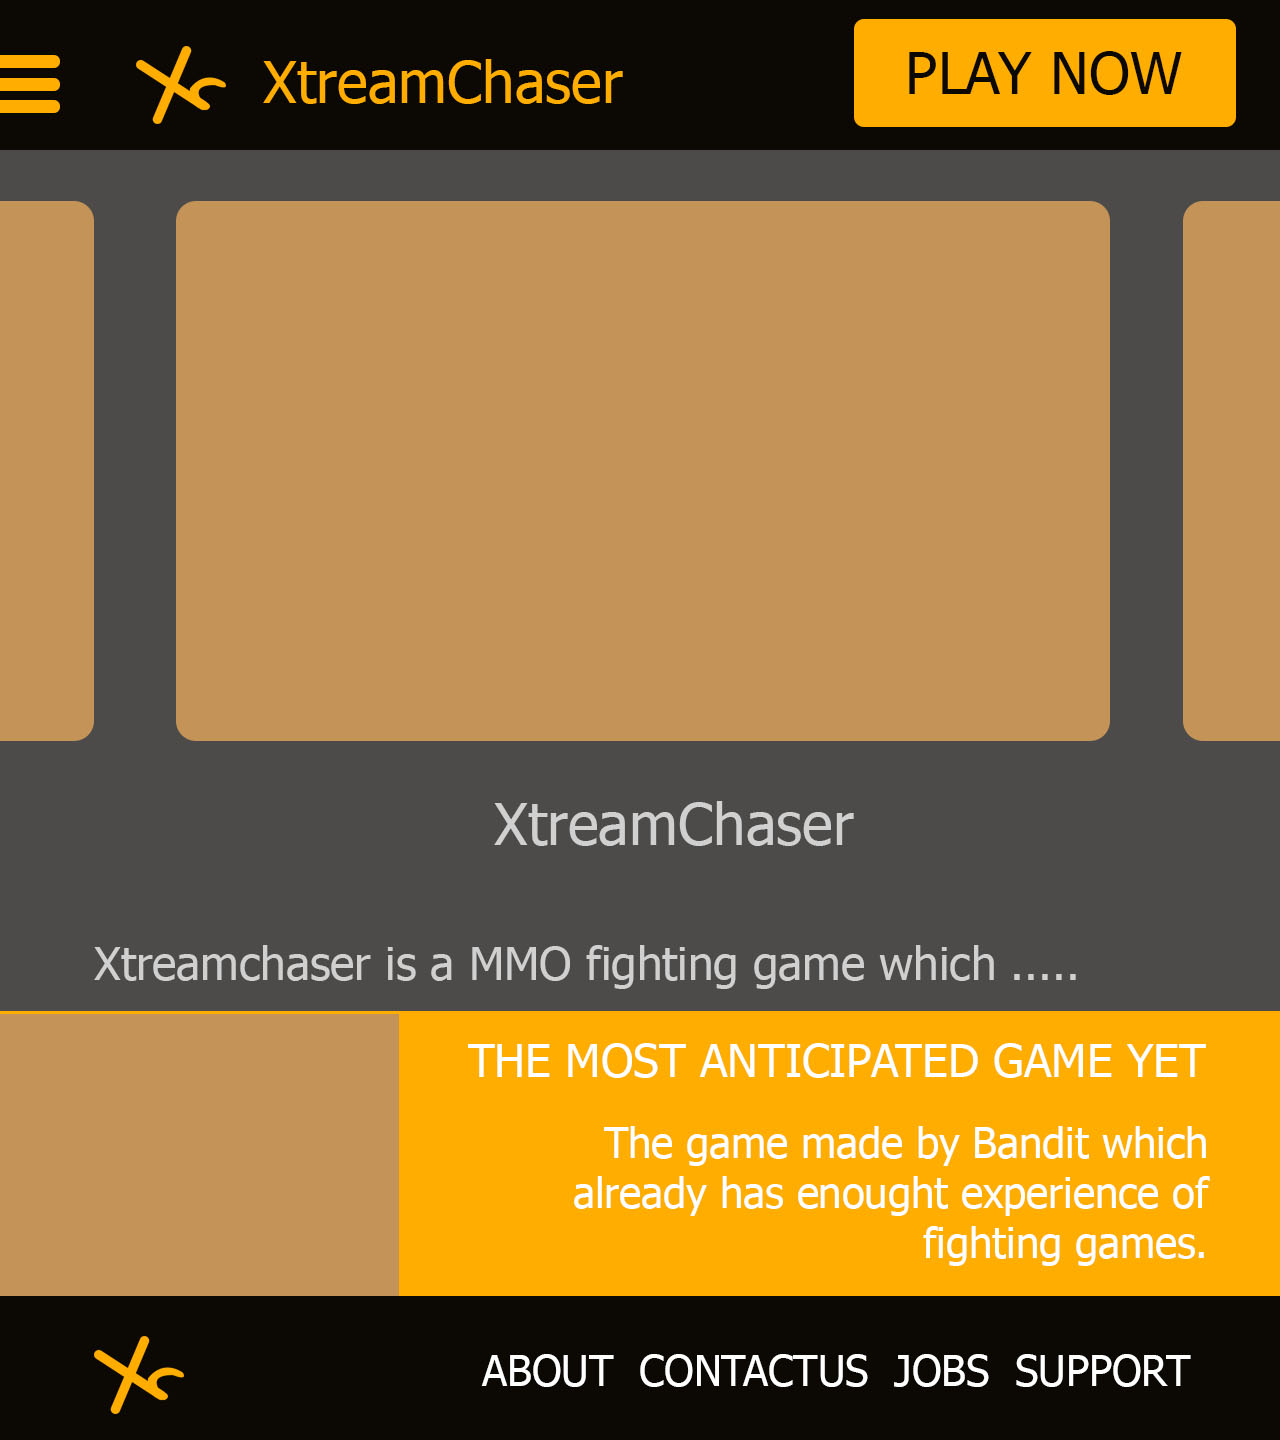 XtreamChaser
PLAY NOW
XtreamChaser
Xtreamchaser is a MMO fighting game which .....
THE MOST ANTICIPATED GAME YET
The game made by Bandit which
already has enought experience of
fighting games.
ABOUT CONTACTUS JOBS SUPPORT